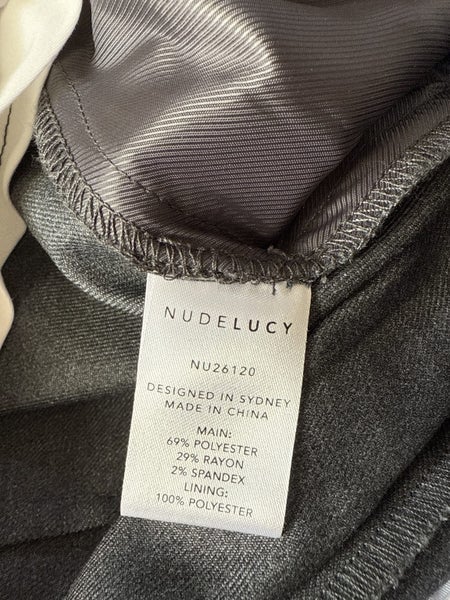 NUDELUCY
NU26120
DESIGNED IN SYDNEY
MADE IN CHINA
MAIN:
69% POLYESTER
29% RAYON
2% SPANDEX
LINING:
100% POLYESTER